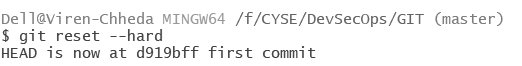 Dell@Viren-Chheda MINGW64 /f/CYSE/DevSecOps/GIT (master)
$ git reset --hard
HEAD is now at d919bff first commit